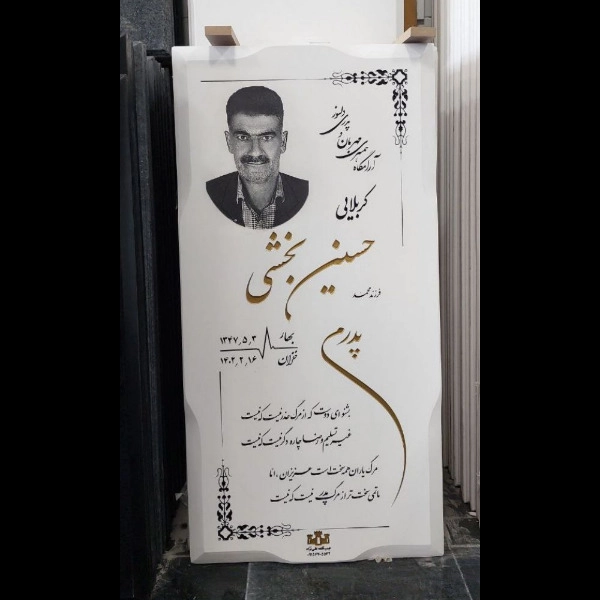 آرامگاه همسری مهربان و
پدری دلسوز
کربلایی
حسین بخشی
فرزند محمد
پدرم
بهار ۱۳۴۷٫۵٫۳
خزان ۱۴۰۲٫۲٫۱۶
بشنو ای دوست که از مرگ حذر نیست که نیست
غیر تسلیم و رضا چاره دگر نیست که نیست
مرگ یاران همه سخت است عزیزان، اما
ماتمی سخت تر از مرگ پدر نیست که نیست